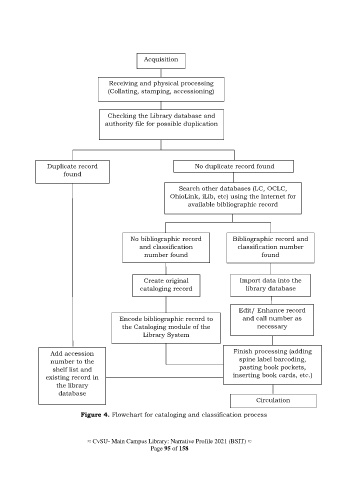 Acquisition
Receiving and physical processing
(Collating, stamping, accessioning)
Checking the Library database and
authority file for possible duplication
Duplicate record
found
No duplicate record found
Search other databases (LC, OCLC,
OhioLink, iLib, etc) using the Internet for
available bibliographic record
No bibliographic record
and classification
number found
Bibliographic record and
classification number
found
Create original
cataloging record
Import data into the
library database
Encode bibliographic record to
the Cataloging module of the
Library System
Edit/ Enhance record
and call number as
necessary
Add accession
number to the
shelf list and
existing record in
the library
database
Finish processing (adding
spine label barcoding,
pasting book pockets,
inserting book cards, etc.)
Circulation
Figure 4. Flowchart for cataloging and classification process
≈ CvSU- Main Campus Library: Narrative Profile 2021 (BSIT) ≈
Page 95 of 158